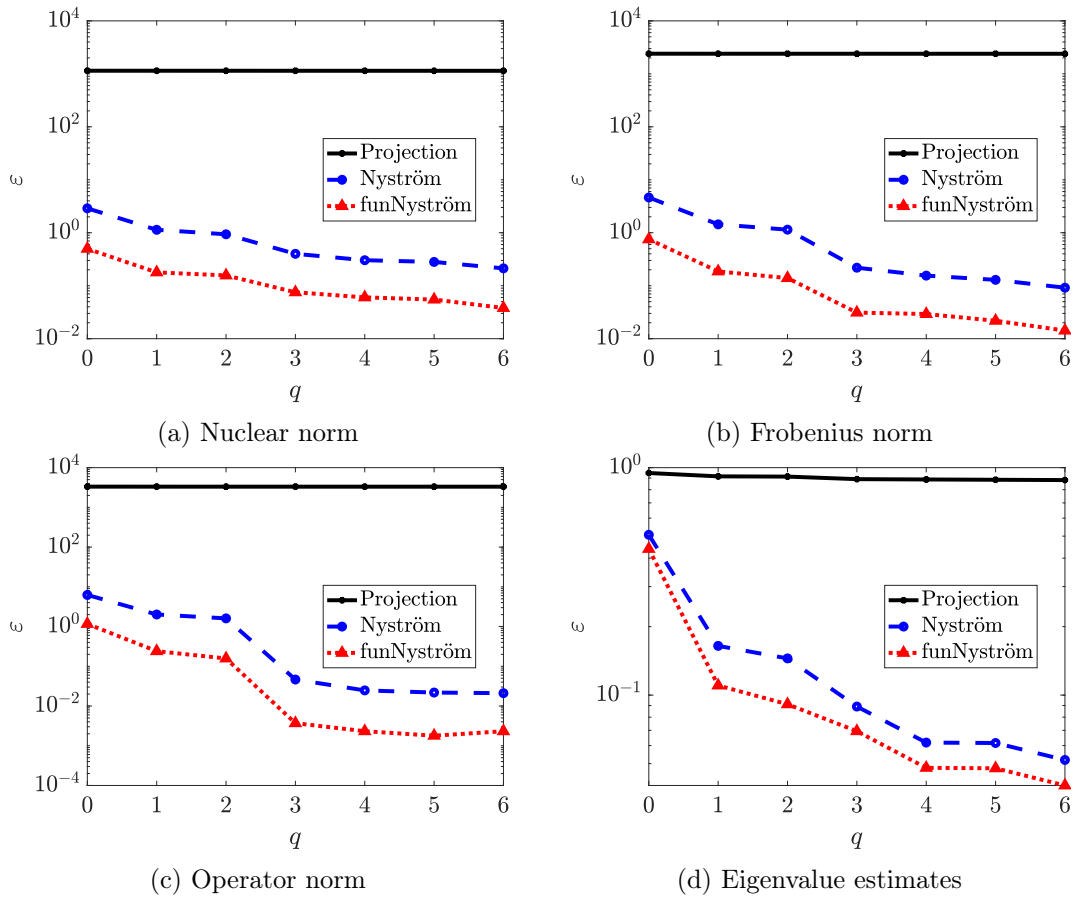 10^4
10^2
10^0
10^-2
ε
0 1 2 3 4 5 6
q
Projection
Nyström
funNyström
(a) Nuclear norm
10^4
10^2
10^0
10^-2
ε
0 1 2 3 4 5 6
q
Projection
Nyström
funNyström
(b) Frobenius norm
10^4
10^2
10^0
10^-2
10^-4
ε
0 1 2 3 4 5 6
q
Projection
Nyström
funNyström
(c) Operator norm
10^0
10^-1
ε
0 1 2 3 4 5 6
q
Projection
Nyström
funNyström
(d) Eigenvalue estimates